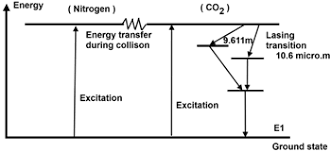 Energy
( Nitrogen)
( CO2)
Energy transfer
during collison
9.611m
Lasing
transition
10.6 micro.m
Excitation
Excitation
E1
Ground state